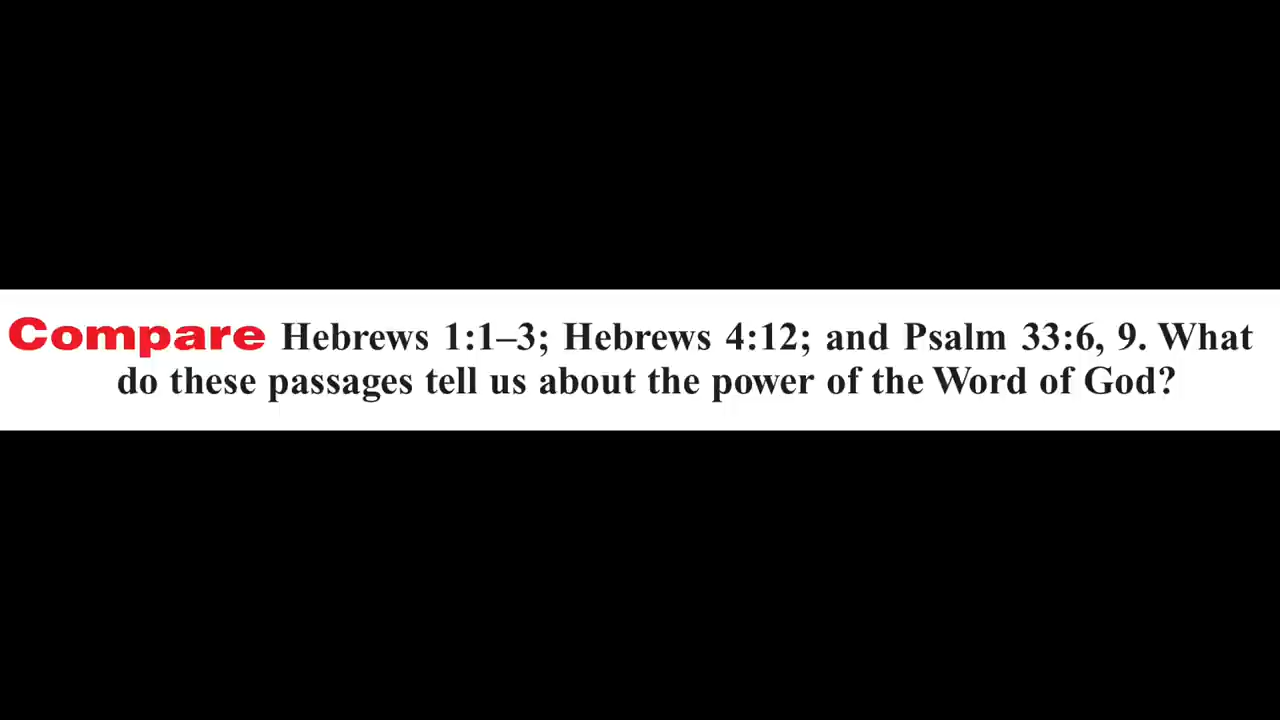 Compare Hebrews 1:1–3; Hebrews 4:12; and Psalm 33:6, 9. What
do these passages tell us about the power of the Word of God?